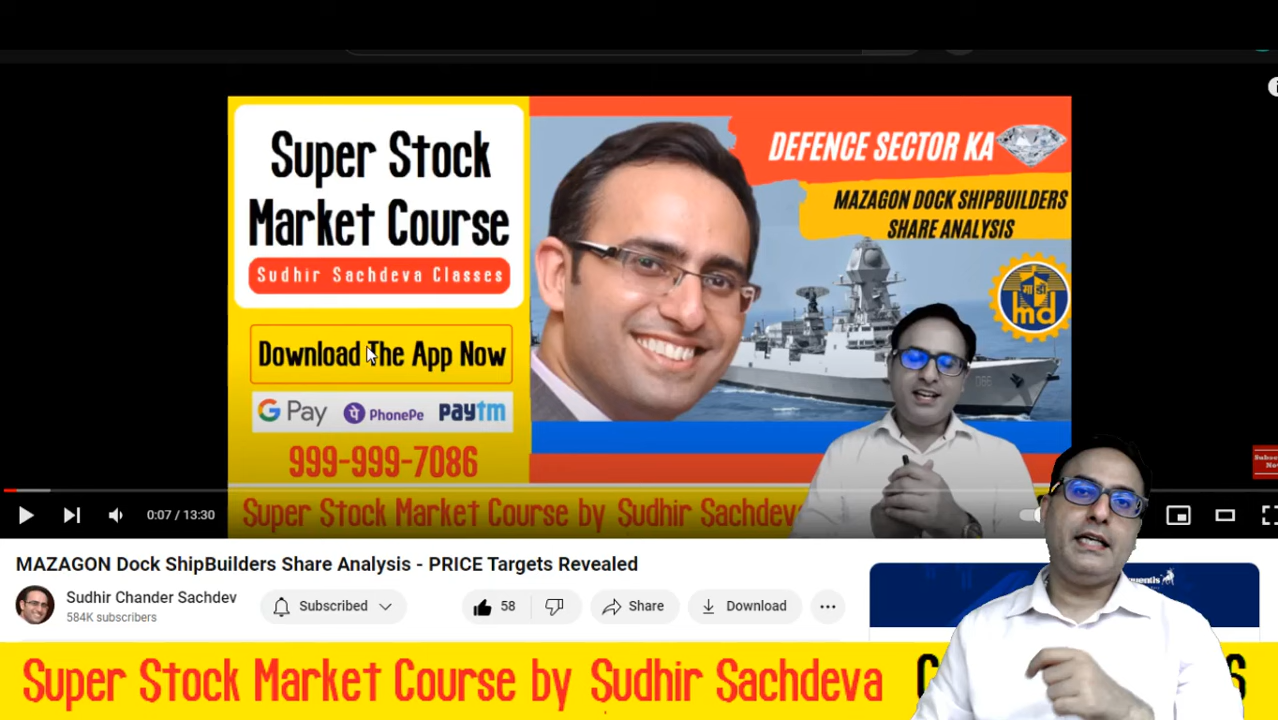 Super Stock
Market Course
Sudhir Sachdeva Classes
Download The App Now
G Pay PhonePe paytm
999-999-7086
DEFENCE SECTOR KA
MAZAGON DOCK SHIPBUILDERS
SHARE ANALYSIS
माडॉ
md
D66
Super Stock Market Course by Sudhir Sachdeva
0:07 / 13:30
MAZAGON Dock ShipBuilders Share Analysis - PRICE Targets Revealed
Sudhir Chander Sachdev
584K subscribers
Subscribed
58
Share
Download
Super Stock Market Course by Sudhir Sachdeva